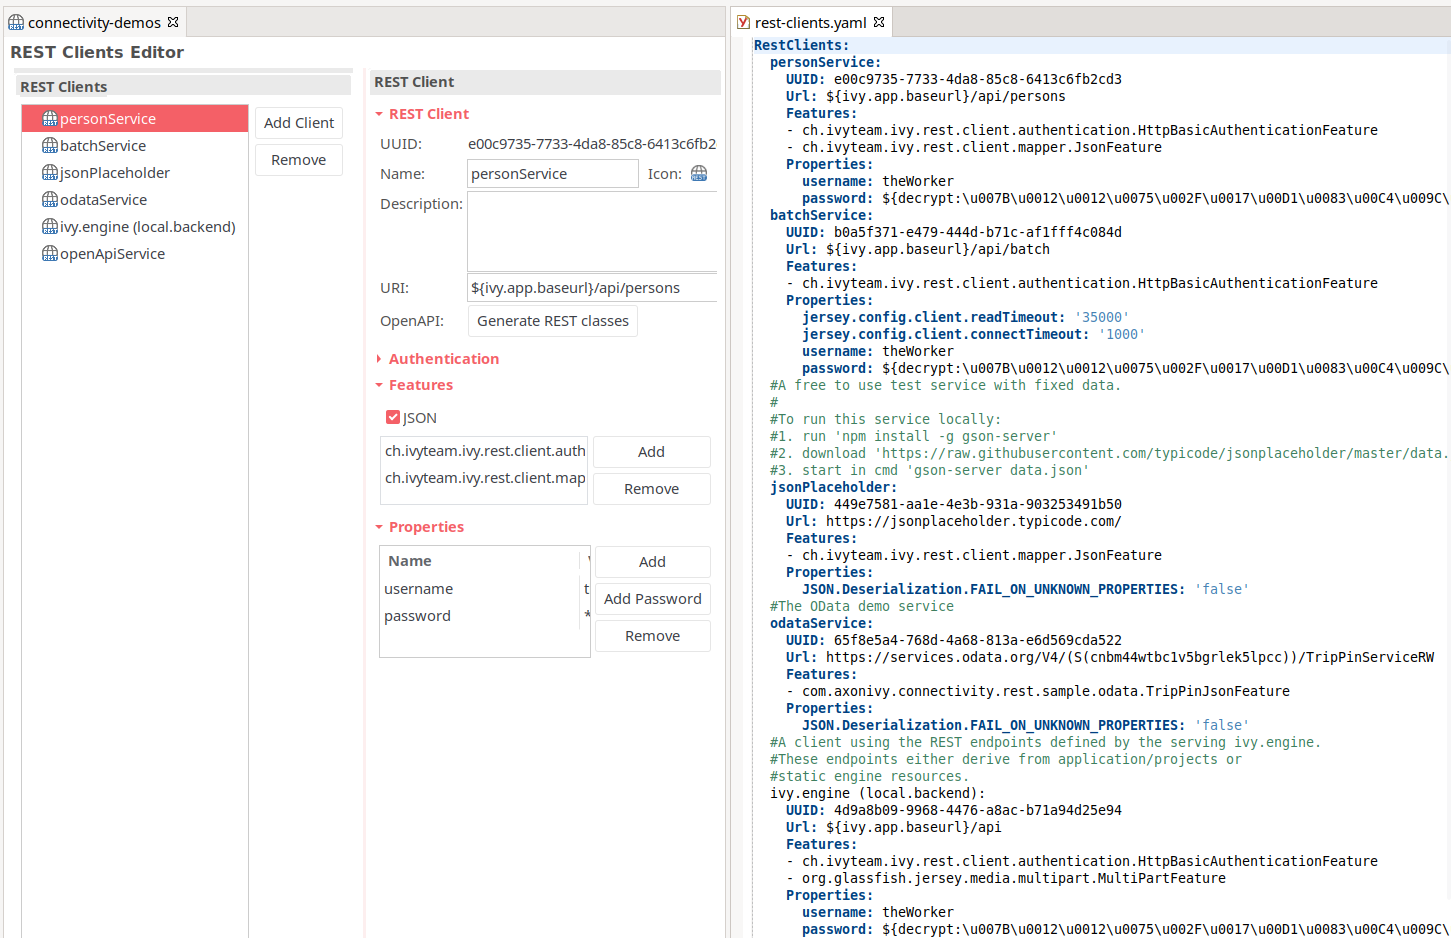 connectivity-demos
REST Clients Editor
REST Clients
personService
batchService
jsonPlaceholder
odataService
ivy.engine (local.backend)
openApiService
Add Client
Remove
REST Client
REST Client
UUID: e00c9735-7733-4da8-85c8-6413c6fb2
Name: personService Icon:
Description:
URI: ${ivy.app.baseurl}/api/persons
OpenAPI: Generate REST classes
Authentication
Features
JSON
ch.ivyteam.ivy.rest.client.auth
ch.ivyteam.ivy.rest.client.map
Add
Remove
Properties
Name
username t
password *
Add
Add Password
Remove
rest-clients.yaml
RestClients:
personService:
UUID: e00c9735-7733-4da8-85c8-6413c6fb2cd3
Url: ${ivy.app.baseurl}/api/persons
Features:
- ch.ivyteam.ivy.rest.client.authentication.HttpBasicAuthenticationFeature
- ch.ivyteam.ivy.rest.client.mapper.JsonFeature
Properties:
username: theWorker
password: ${decrypt:\u007B\u0012\u0012\u0075\u002F\u0017\u00D1\u0083\u00C4\u009C\
batchService:
UUID: b0a5f371-e479-444d-b71c-af1fff4c084d
Url: ${ivy.app.baseurl}/api/batch
Features:
- ch.ivyteam.ivy.rest.client.authentication.HttpBasicAuthenticationFeature
Properties:
jersey.config.client.readTimeout: '35000'
jersey.config.client.connectTimeout: '1000'
username: theWorker
password: ${decrypt:\u007B\u0012\u0012\u0075\u002F\u0017\u00D1\u0083\u00C4\u009C\
#A free to use test service with fixed data.
#
#To run this service locally:
#1. run 'npm install -g gson-server'
#2. download 'https://raw.githubusercontent.com/typicode/jsonplaceholder/master/data.
#3. start in cmd 'gson-server data.json'
jsonPlaceholder:
UUID: 449e7581-aa1e-4e3b-931a-903253491b50
Url: https://jsonplaceholder.typicode.com/
Features:
- ch.ivyteam.ivy.rest.client.mapper.JsonFeature
Properties:
JSON.Deserialization.FAIL_ON_UNKNOWN_PROPERTIES: 'false'
#The OData demo service
odataService:
UUID: 65f8e5a4-768d-4a68-813a-e6d569cda522
Url: https://services.odata.org/V4/(S(cnbm44wtbc1v5bgrlek5lpcc))/TripPinServiceRW
Features:
- com.axonivy.connectivity.rest.sample.odata.TripPinJsonFeature
Properties:
JSON.Deserialization.FAIL_ON_UNKNOWN_PROPERTIES: 'false'
#A client using the REST endpoints defined by the serving ivy.engine.
#These endpoints either derive from application/projects or
#static engine resources.
ivy.engine (local.backend):
UUID: 4d9a8b09-9968-4476-a8ac-b71a94d25e94
Url: ${ivy.app.baseurl}/api
Features:
- ch.ivyteam.ivy.rest.client.authentication.HttpBasicAuthenticationFeature
- org.glassfish.jersey.media.multipart.MultiPartFeature
Properties:
username: theWorker
password: ${decrypt:\u007B\u0012\u0012\u0075\u002F\u0017\u00D1\u0083\u00C4\u009C\